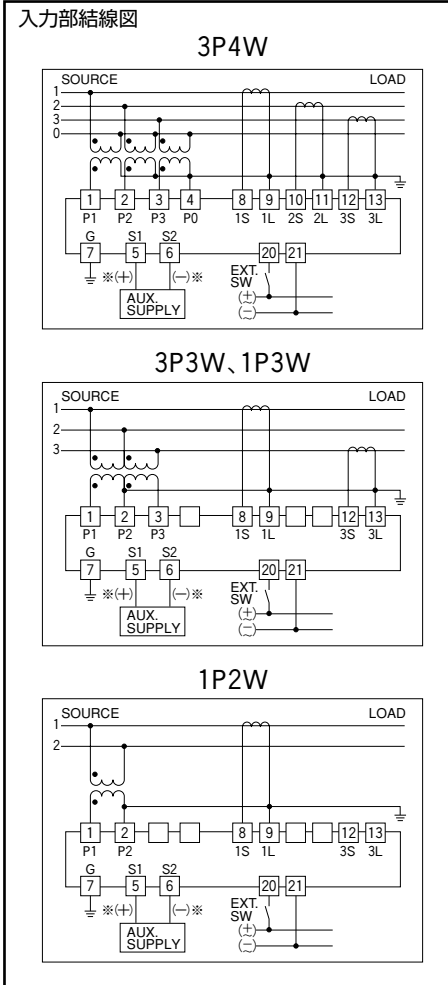 入力部結線図
3P4W
SOURCE LOAD
1
2
3
0
1 2 3 4 8 9 10 11 12 13
P1 P2 P3 P0 1S 1L 2S 2L 3S 3L
G S1 S2
7 5 6 20 21
※(+) (−)※ EXT. SW
AUX. SUPPLY
(+)
(−)
3P3W、1P3W
SOURCE LOAD
1
2
3
1 2 3 8 9 12 13
P1 P2 P3 1S 1L 3S 3L
G S1 S2
7 5 6 20 21
※(+) (−)※ EXT. SW
AUX. SUPPLY
(+)
(−)
1P2W
SOURCE LOAD
1
2
1 2 8 9 12 13
P1 P2 1S 1L 3S 3L
G S1 S2
7 5 6 20 21
※(+) (−)※ EXT. SW
AUX. SUPPLY
(+)
(−)